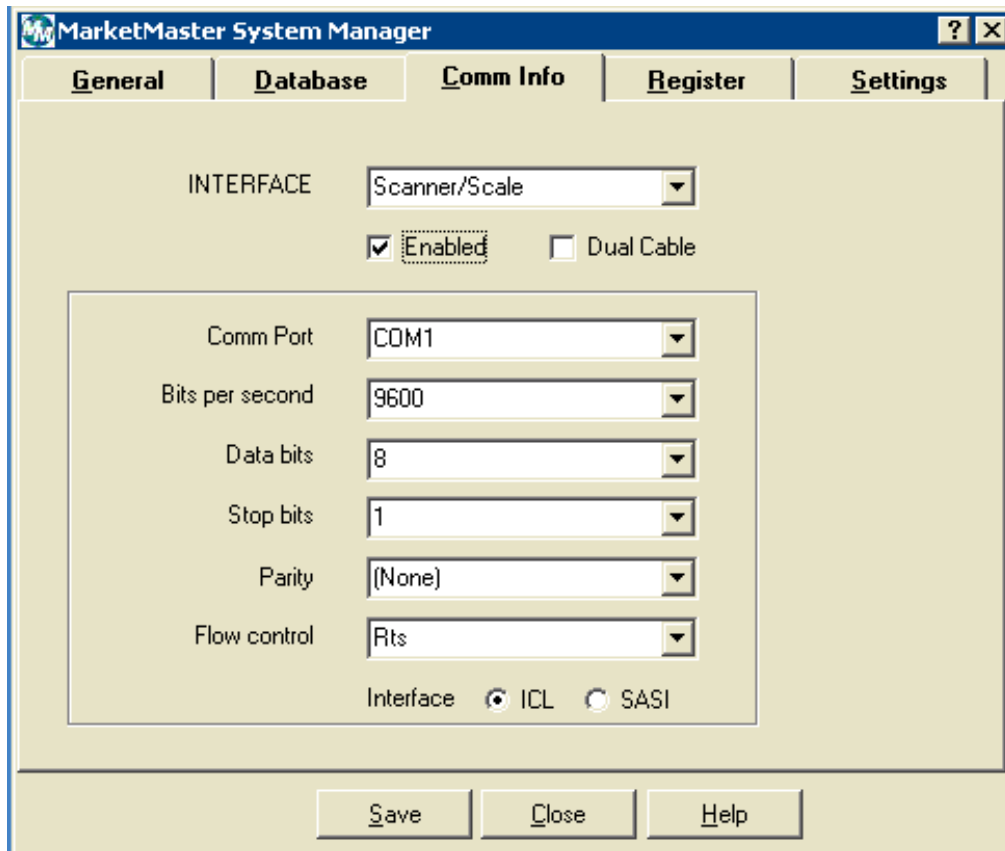 MM MarketMaster System Manager ? X
General Database Comm Info Register Settings
INTERFACE Scanner/Scale
Enabled Dual Cable
Comm Port COM1
Bits per second 9600
Data bits 8
Stop bits 1
Parity (None)
Flow control Rts
Interface ICL SASI
Save Close Help